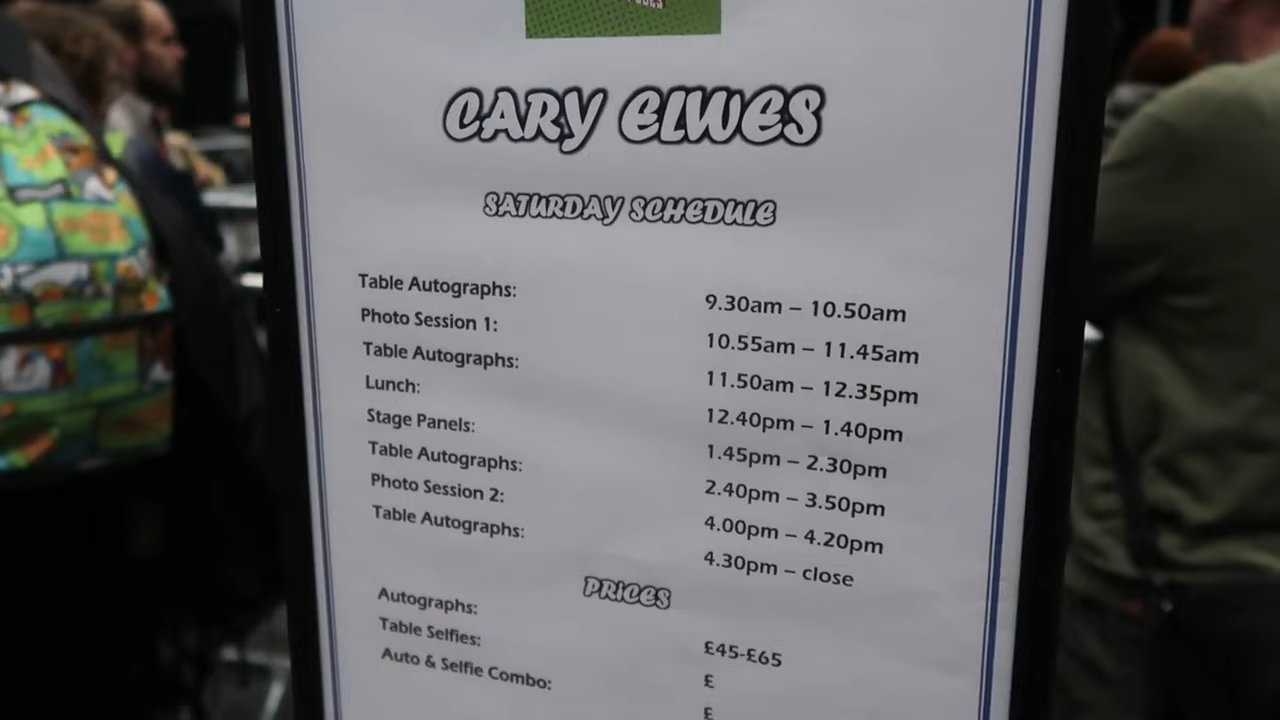 CARY ELWES
SATURDAY SCHEDULE
Table Autographs: 9.30am – 10.50am
Photo Session 1: 10.55am – 11.45am
Table Autographs: 11.50am – 12.35pm
Lunch: 12.40pm – 1.40pm
Stage Panels: 1.45pm – 2.30pm
Table Autographs: 2.40pm – 3.50pm
Photo Session 2: 4.00pm – 4.20pm
Table Autographs: 4.30pm – close
PRICES
Autographs: £45-£65
Table Selfies: £
Auto & Selfie Combo: £